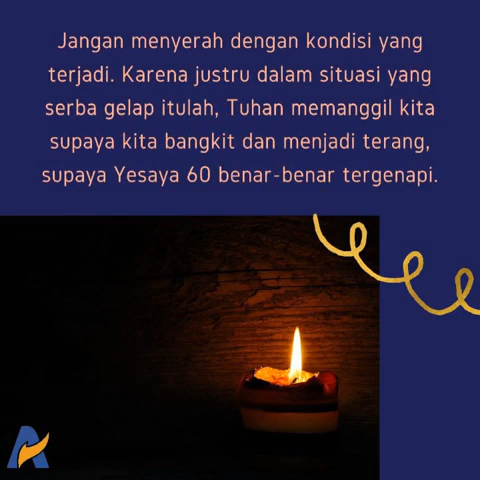 Jangan menyerah dengan kondisi yang
terjadi. Karena justru dalam situasi yang
serba gelap itulah, Tuhan memanggil kita
supaya kita bangkit dan menjadi terang,
supaya Yesaya 60 benar-benar tergenapi.